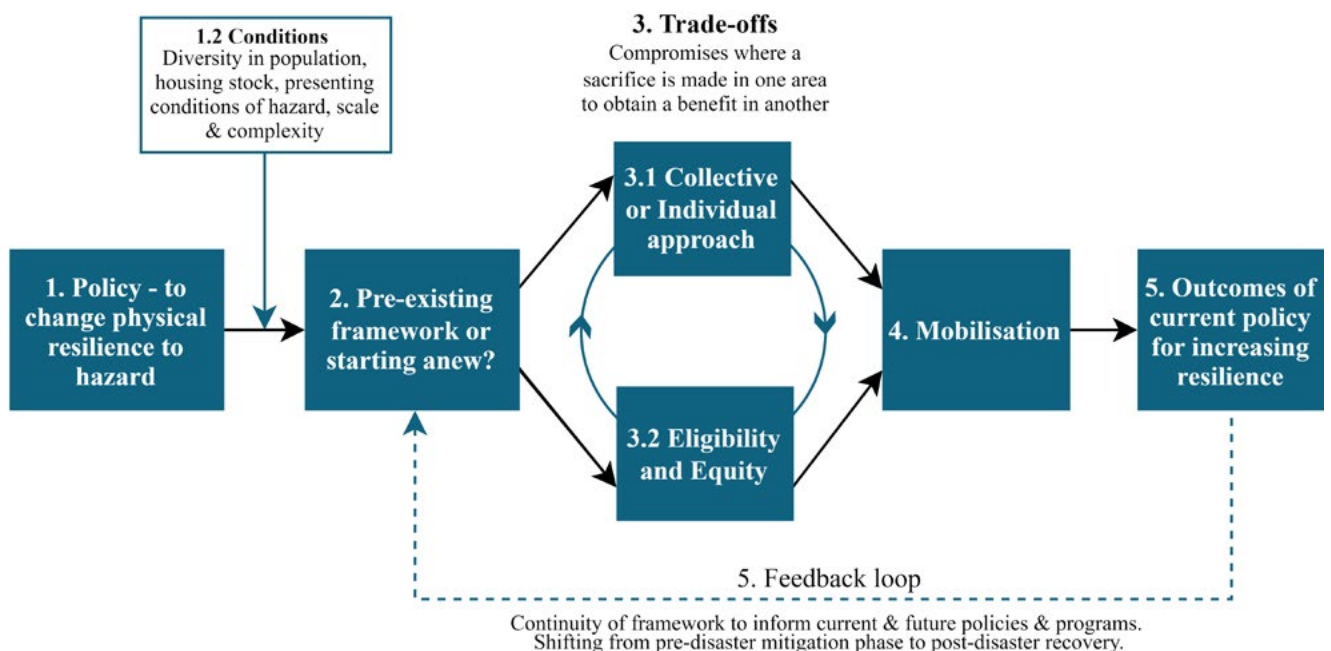 1.2 Conditions
Diversity in population,
housing stock, presenting
conditions of hazard, scale
& complexity
3. Trade-offs
Compromises where a
sacrifice is made in one area
to obtain a benefit in another
3.1 Collective
or Individual
approach
1. Policy - to
change physical
resilience to
hazard
2. Pre-existing
framework or
starting anew?
4. Mobilisation
5. Outcomes of
current policy
for increasing
resilience
3.2 Eligibility
and Equity
5. Feedback loop
Continuity of framework to inform current & future policies & programs.
Shifting from pre-disaster mitigation phase to post-disaster recovery.